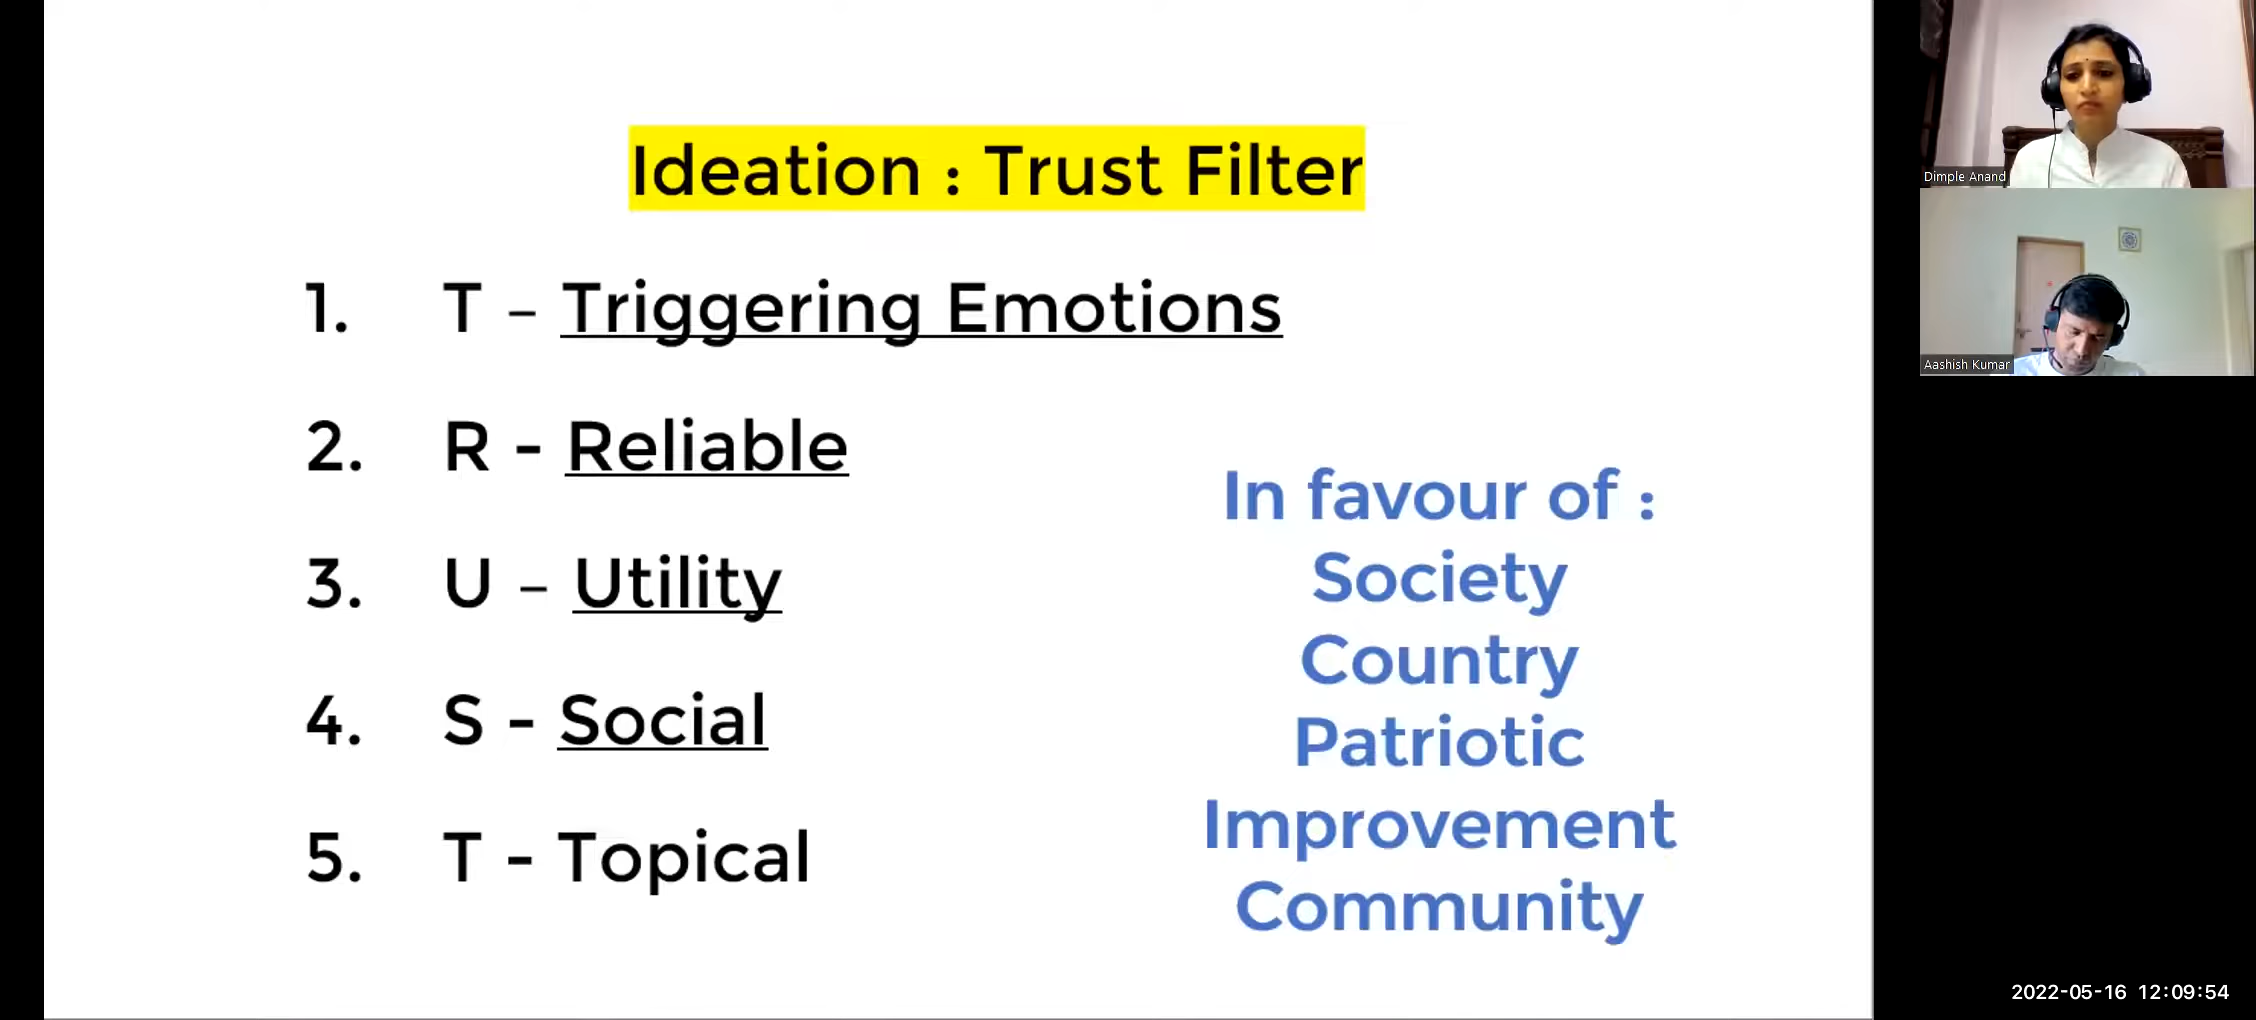 Ideation : Trust Filter
1. T – Triggering Emotions
2. R - Reliable
3. U – Utility
4. S - Social
5. T - Topical
In favour of :
Society
Country
Patriotic
Improvement
Community
Dimple Anand
Aashish Kumar
2022-05-16 12:09:54